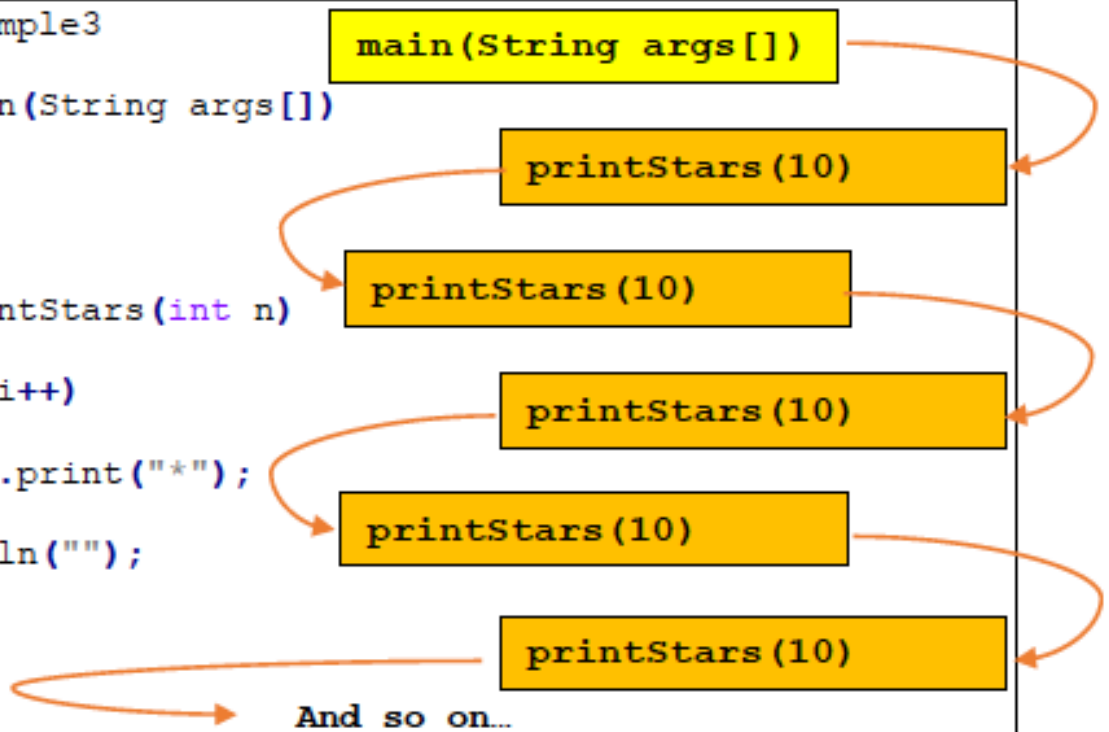 mple3
main(String args[])
n(String args[])
printStars(10)
printStars(10)
ntStars(int n)
printStars(10)
i++)
.print("*");
printStars(10)
ln("");
printStars(10)
And so on…